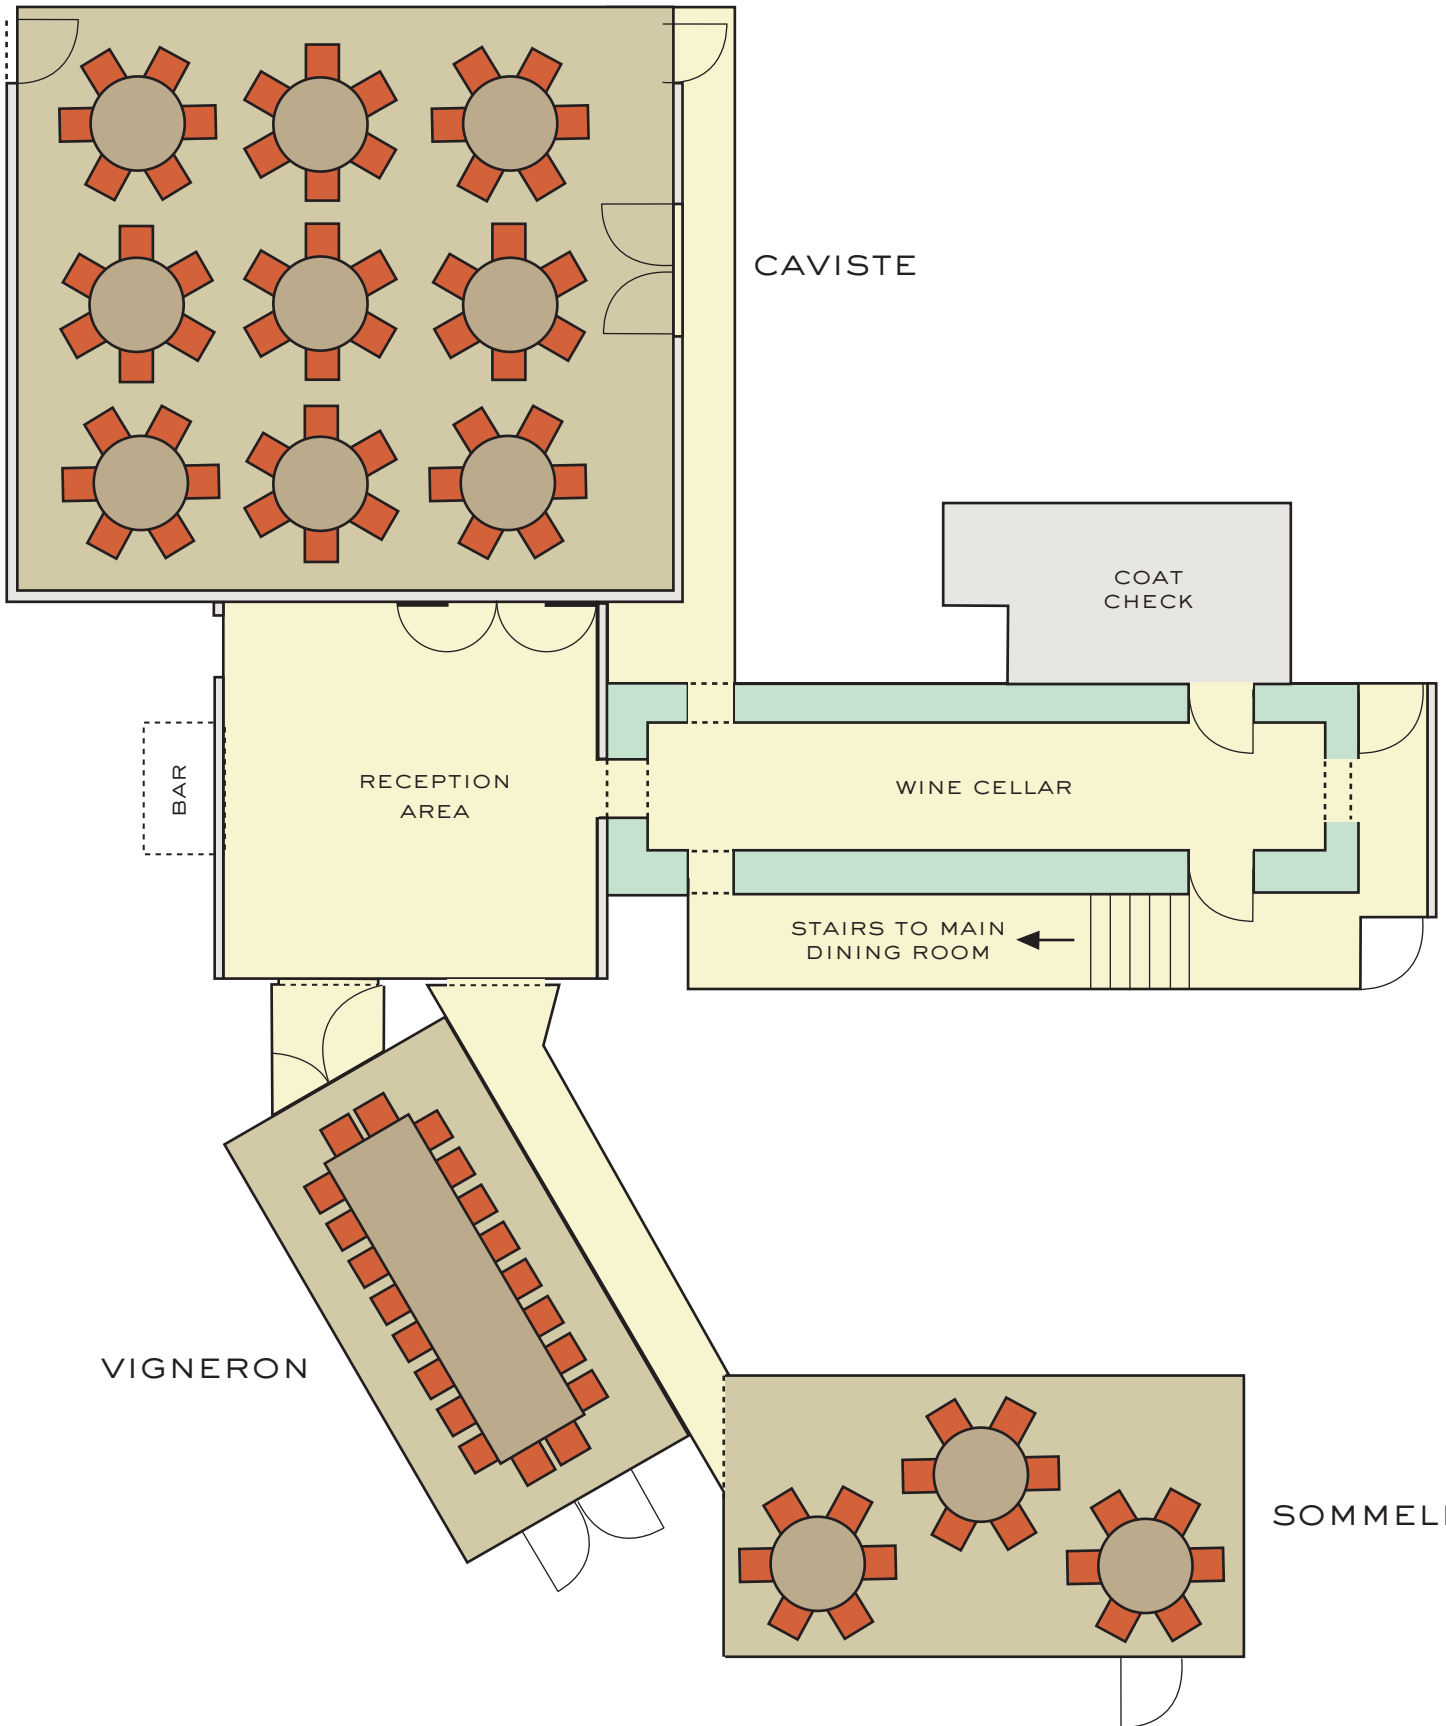 CAVISTE
COAT
CHECK
BAR
RECEPTION
AREA
WINE CELLAR
STAIRS TO MAIN
DINING ROOM
VIGNERON